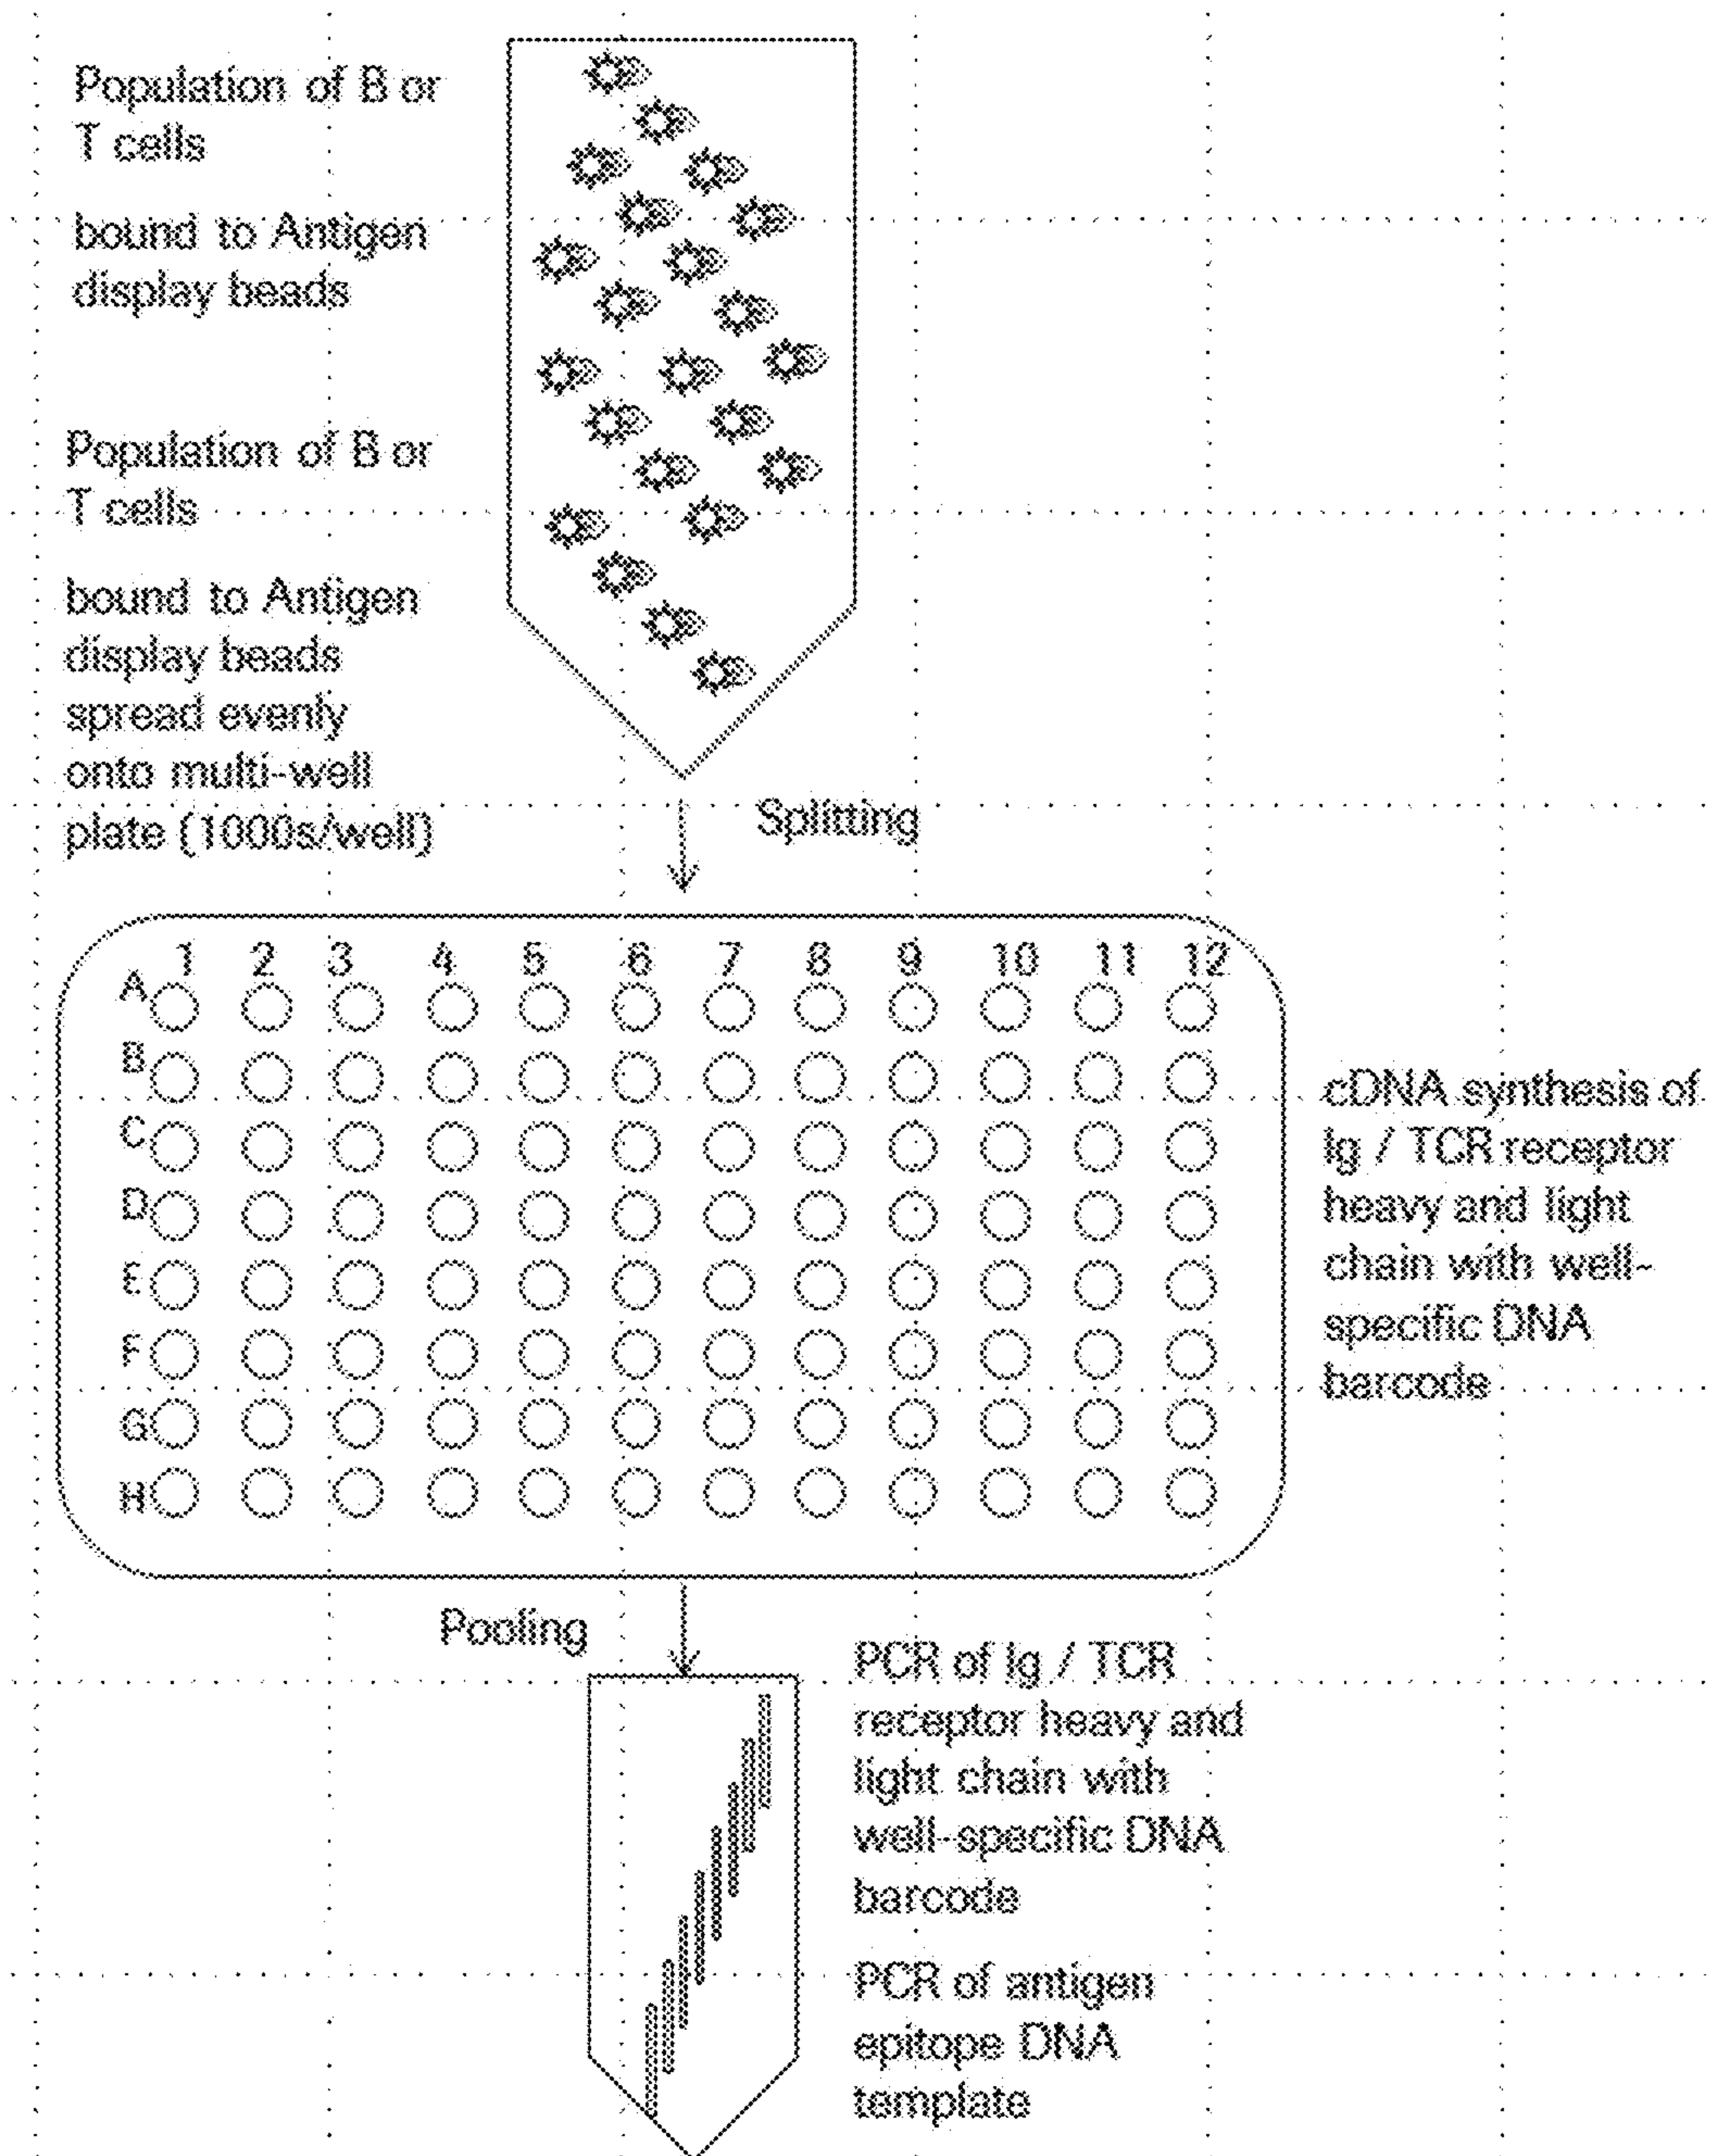 Population of B or
T cells
bound to Antigen
display beads
Population of B or
T cells
bound to Antigen
display beads
spread evenly
onto multi-well
plate (1000s/well)
Splitting
1 2 3 4 5 6 7 8 9 10 11 12
A
B
C
D
E
F
G
H
cDNA synthesis of
Ig / TCR receptor
heavy and light
chain with well-
specific DNA
barcode
Pooling
PCR of Ig / TCR
receptor heavy and
light chain with
well-specific DNA
barcode
PCR of antigen
epitope DNA
template